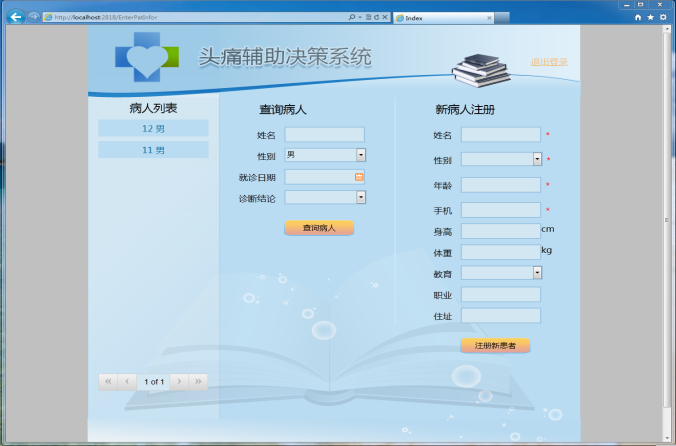 http://localhost:2818/EnterPatInfor
Index
头痛辅助决策系统
退出登录
病人列表
12 男
11 男
1 of 1
查询病人
姓名
性别 男
就诊日期
诊断结论
查询病人
新病人注册
姓名 *
性别 *
年龄 *
手机 *
身高 cm
体重 kg
教育
职业
住址
注册新患者